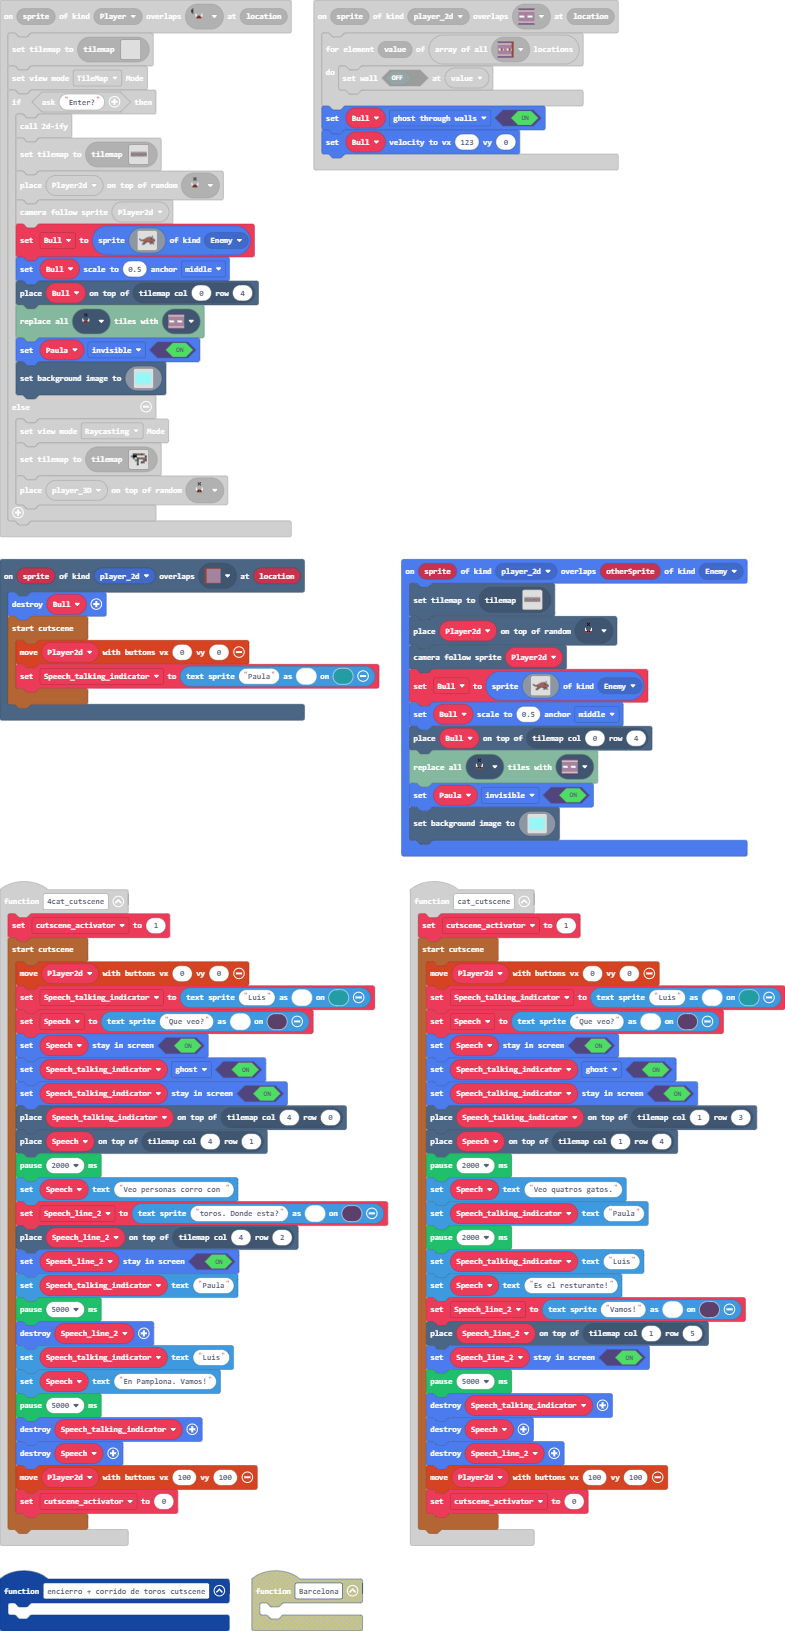 on sprite of kind Player overlaps at location
set tilemap to tilemap
set view mode TileMap Mode
if ask "Enter?" then
call 2d-ify
set tilemap to tilemap
place Player2d on top of random
camera follow sprite Player2d
set Bull to sprite of kind Enemy
set Bull scale to 0.5 anchor middle
place Bull on top of tilemap col 0 row 4
replace all tiles with
set Paula invisible ON
set background image to
else
set view mode Raycasting Mode
set tilemap to tilemap
place player_3D on top of random
on sprite of kind player_2d overlaps at location
for element value of array of all locations
do set wall OFF at value
set Bull ghost through walls ON
set Bull velocity to vx 123 vy 0
on sprite of kind player_2d overlaps at location
destroy Bull
start cutscene
move Player2d with buttons vx 0 vy 0
set Speech_talking_indicator to text sprite "Paula" as on
on sprite of kind player_2d overlaps otherSprite of kind Enemy
set tilemap to tilemap
place Player2d on top of random
camera follow sprite Player2d
set Bull to sprite of kind Enemy
set Bull scale to 0.5 anchor middle
place Bull on top of tilemap col 0 row 4
replace all tiles with
set Paula invisible ON
set background image to
function 4cat_cutscene
set cutscene_activator to 1
start cutscene
move Player2d with buttons vx 0 vy 0
set Speech_talking_indicator to text sprite "Luis" as on
set Speech to text sprite "Que veo?" as on
set Speech stay in screen ON
set Speech_talking_indicator ghost ON
set Speech_talking_indicator stay in screen ON
place Speech_talking_indicator on top of tilemap col 4 row 0
place Speech on top of tilemap col 4 row 1
pause 2000 ms
set Speech text "Veo personas corro con "
set Speech_line_2 to text sprite "toros. Donde esta?" as on
place Speech_line_2 on top of tilemap col 4 row 2
set Speech_line_2 stay in screen ON
set Speech_talking_indicator text "Paula"
pause 5000 ms
destroy Speech_line_2
set Speech_talking_indicator text "Luis"
set Speech text "En Pamplona. Vamos!"
pause 5000 ms
destroy Speech_talking_indicator
destroy Speech
move Player2d with buttons vx 100 vy 100
set cutscene_activator to 0
function cat_cutscene
set cutscene_activator to 1
start cutscene
move Player2d with buttons vx 0 vy 0
set Speech_talking_indicator to text sprite "Luis" as on
set Speech to text sprite "Que veo?" as on
set Speech stay in screen ON
set Speech_talking_indicator ghost ON
set Speech_talking_indicator stay in screen ON
place Speech_talking_indicator on top of tilemap col 1 row 3
place Speech on top of tilemap col 1 row 4
pause 2000 ms
set Speech text "Veo quatros gatos."
set Speech_talking_indicator text "Paula"
pause 2000 ms
set Speech_talking_indicator text "Luis"
set Speech text "Es el resturante!"
set Speech_line_2 to text sprite "Vamos!" as on
place Speech_line_2 on top of tilemap col 1 row 5
set Speech_line_2 stay in screen ON
pause 5000 ms
destroy Speech_talking_indicator
destroy Speech
destroy Speech_line_2
move Player2d with buttons vx 100 vy 100
set cutscene_activator to 0
function encierro + corrido de toros cutscene
function Barcelona